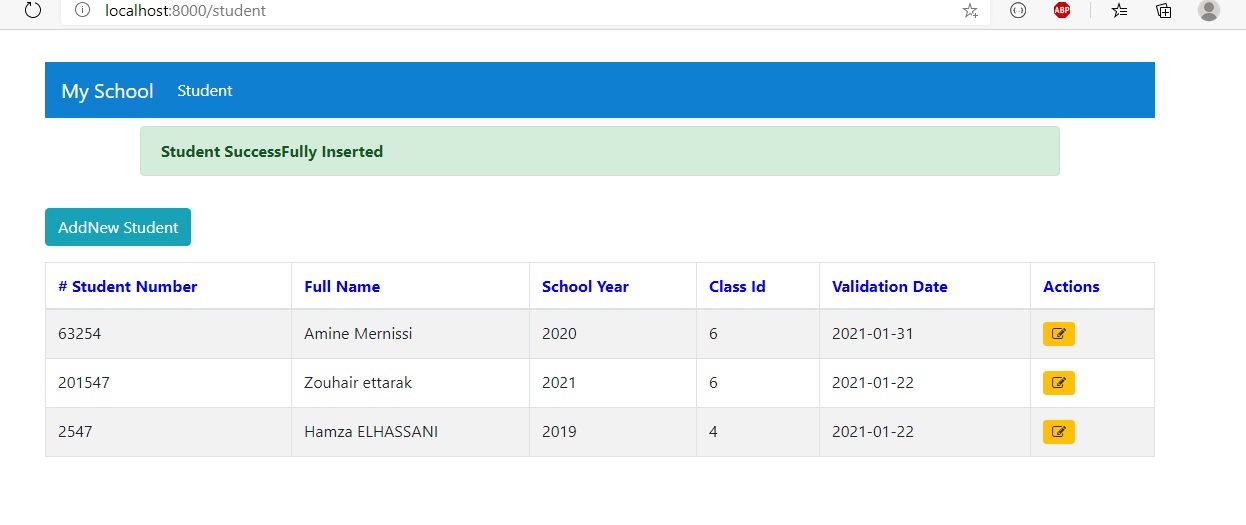 localhost:8000/student
ABP
My School Student
Student SuccessFully Inserted
AddNew Student
# Student Number Full Name School Year Class Id Validation Date Actions
63254 Amine Mernissi 2020 6 2021-01-31
201547 Zouhair ettarak 2021 6 2021-01-22
2547 Hamza ELHASSANI 2019 4 2021-01-22